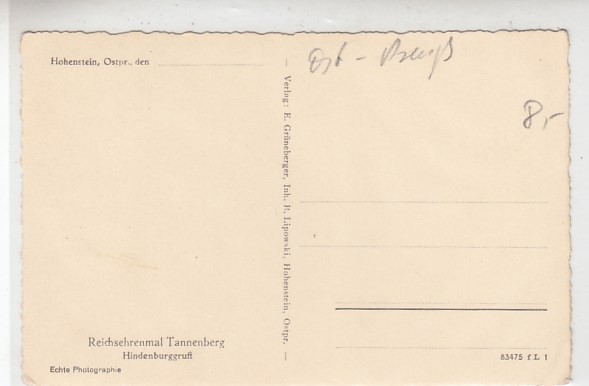 Hohenstein, Ostpr., den
Ost - Preuß
8,-
— Verlag: E. Grüneberger, Inh. R. Lipowski, Hohenstein, Ostpr. —
Reichsehrenmal Tannenberg
Hindenburggruft
Echte Photographie
83475 f L 1